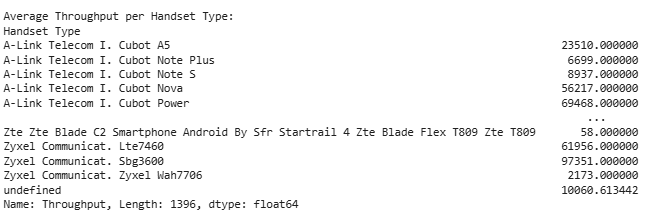 Average Throughput per Handset Type:
Handset Type
A-Link Telecom I. Cubot A5 23510.000000
A-Link Telecom I. Cubot Note Plus 6699.000000
A-Link Telecom I. Cubot Note S 8937.000000
A-Link Telecom I. Cubot Nova 56217.000000
A-Link Telecom I. Cubot Power 69468.000000
...
Zte Zte Blade C2 Smartphone Android By Sfr Startrail 4 Zte Blade Flex T809 Zte T809 58.000000
Zyxel Communicat. Lte7460 61956.000000
Zyxel Communicat. Sbg3600 97351.000000
Zyxel Communicat. Zyxel Wah7706 2173.000000
undefined 10060.613442
Name: Throughput, Length: 1396, dtype: float64